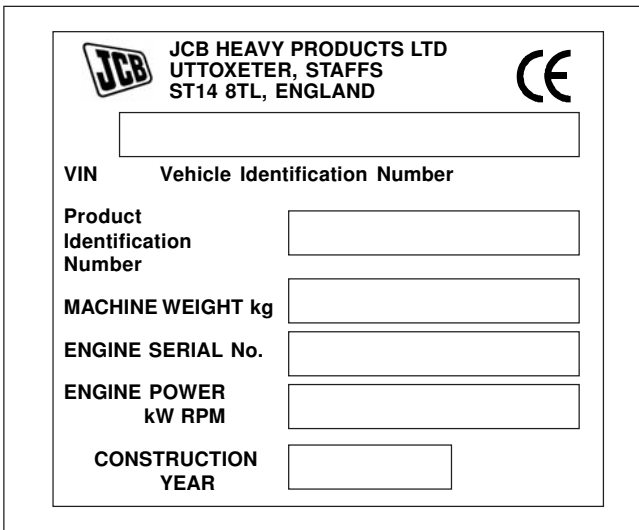 JCB
JCB HEAVY PRODUCTS LTD
UTTOXETER, STAFFS
ST14 8TL, ENGLAND
CE
VIN Vehicle Identification Number
Product
Identification
Number
MACHINE WEIGHT kg
ENGINE SERIAL No.
ENGINE POWER
kW RPM
CONSTRUCTION
YEAR